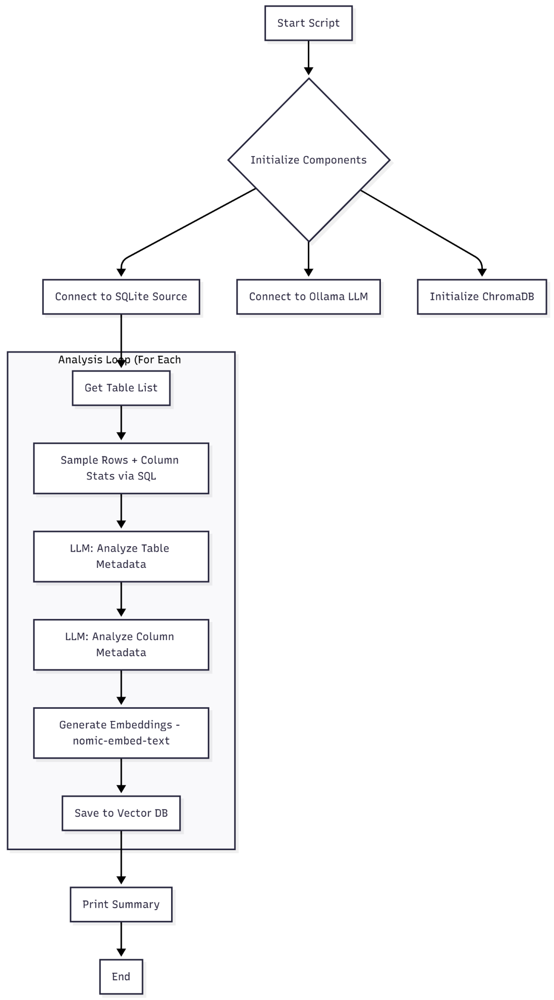 Start Script
Initialize Components
Connect to SQLite Source
Connect to Ollama LLM
Initialize ChromaDB
Analysis Loop (For Each
Get Table List
Sample Rows + Column
Stats via SQL
LLM: Analyze Table
Metadata
LLM: Analyze Column
Metadata
Generate Embeddings -
nomic-embed-text
Save to Vector DB
Print Summary
End